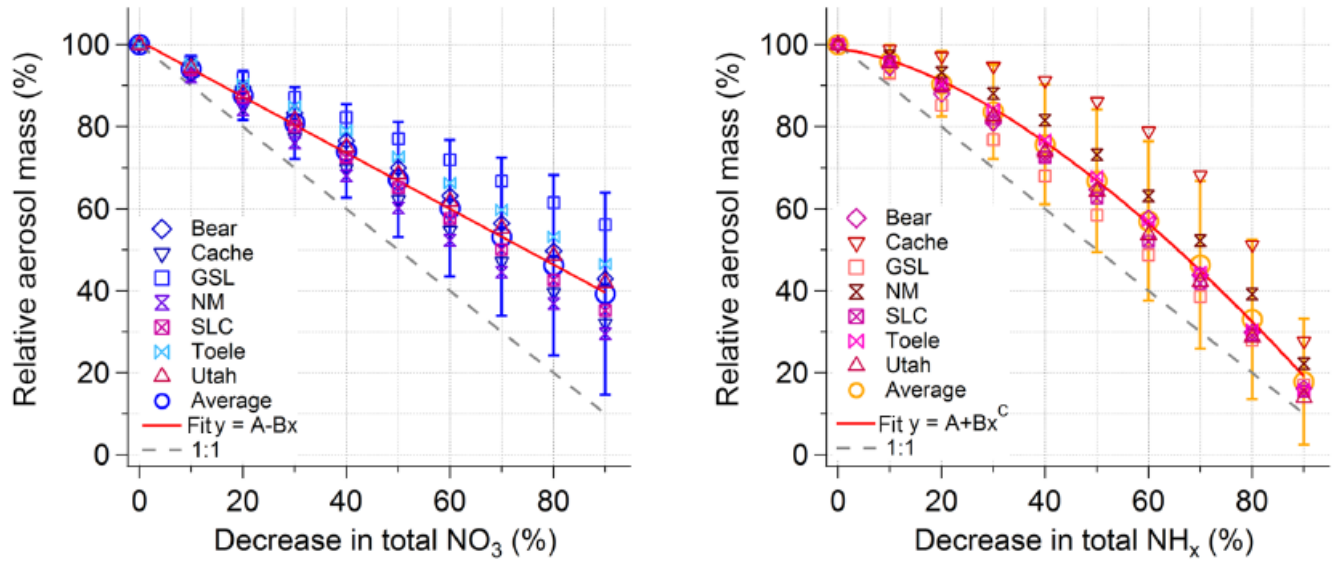 Relative aerosol mass (%)
100
80
60
40
20
0
Bear
Cache
GSL
NM
SLC
Toele
Utah
Average
Fit y = A-Bx
1:1
0 20 40 60 80
Decrease in total NO₃ (%)
Relative aerosol mass (%)
100
80
60
40
20
0
Bear
Cache
GSL
NM
SLC
Toele
Utah
Average
Fit y = A+Bxᶜ
1:1
0 20 40 60 80
Decrease in total NHₓ (%)